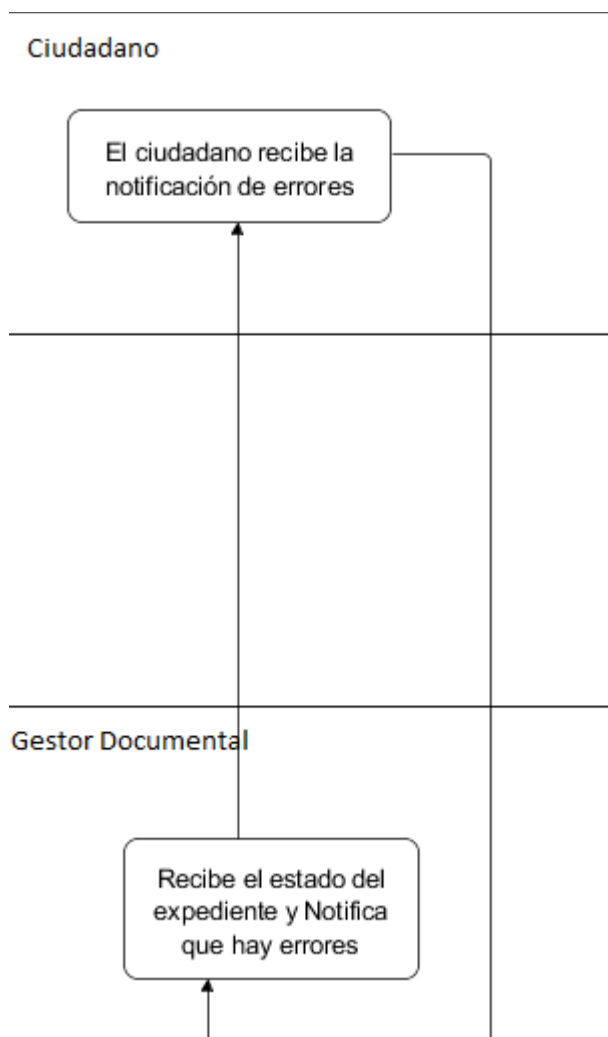 Ciudadano
El ciudadano recibe la
notificación de errores
Gestor Documental
Recibe el estado del
expediente y Notifica
que hay errores